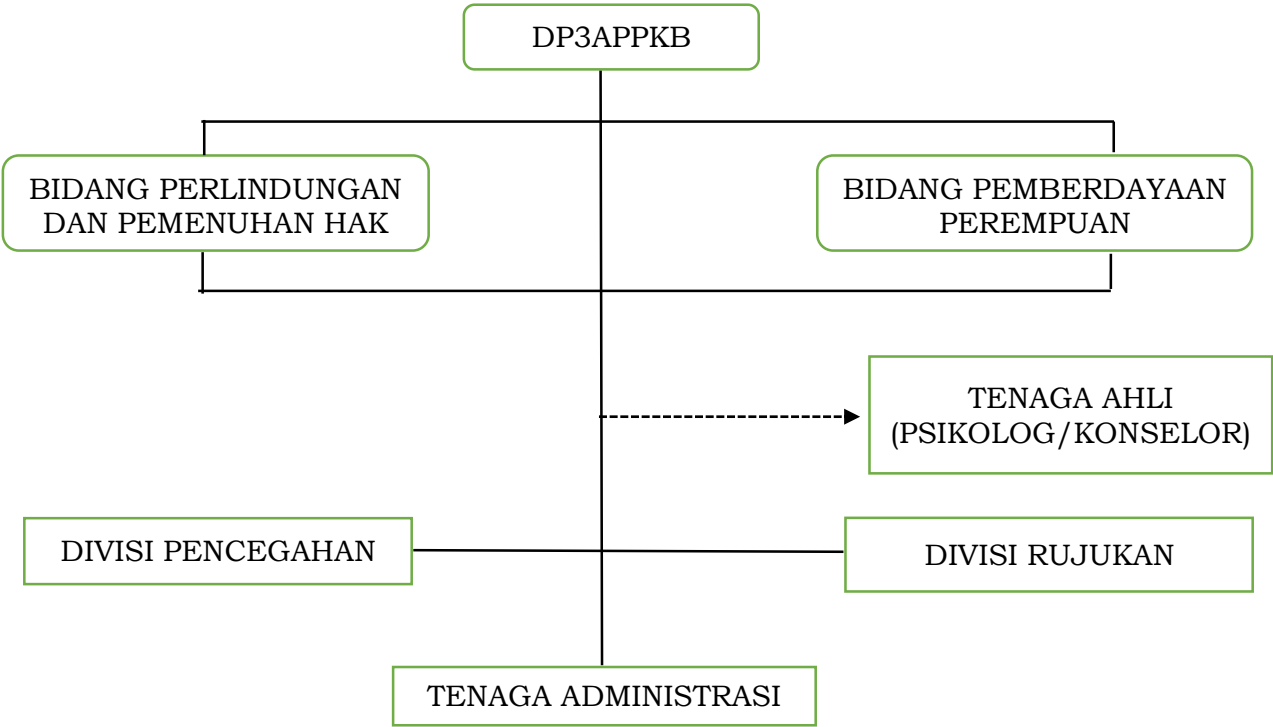 DP3APPKB
BIDANG PERLINDUNGAN
DAN PEMENUHAN HAK
BIDANG PEMBERDAYAAN
PEREMPUAN
TENAGA AHLI
(PSIKOLOG/KONSELOR)
DIVISI PENCEGAHAN
DIVISI RUJUKAN
TENAGA ADMINISTRASI